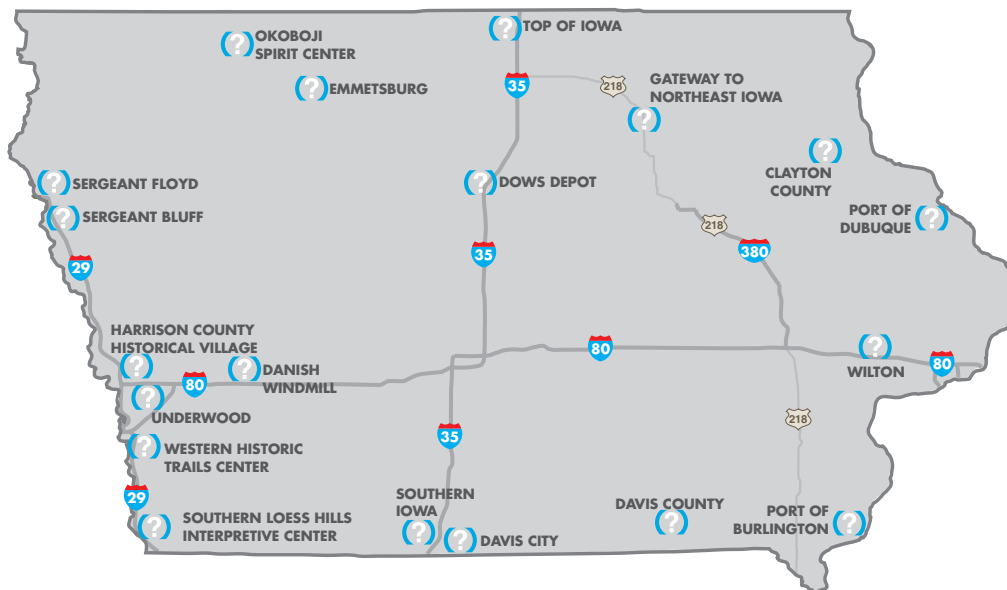 TOP OF IOWA
?
OKOBOJI
SPIRIT CENTER
?
EMMETSBURG
?
35
218
GATEWAY TO
NORTHEAST IOWA
?
?
CLAYTON
COUNTY
SERGEANT FLOYD
?
DOWS DEPOT
?
SERGEANT BLUFF
?
PORT OF
DUBUQUE
?
218
380
35
29
HARRISON COUNTY
HISTORICAL VILLAGE
?
DANISH
WINDMILL
?
80
80
?
WILTON
80
?
UNDERWOOD
218
35
WESTERN HISTORIC
TRAILS CENTER
?
29
SOUTHERN LOESS HILLS
INTERPRETIVE CENTER
?
SOUTHERN
IOWA
?
DAVIS CITY
?
DAVIS COUNTY
?
PORT OF
BURLINGTON
?